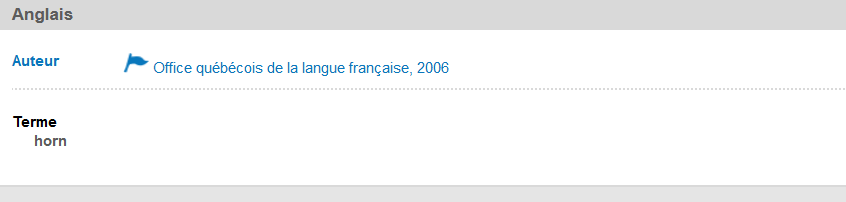 Anglais
Auteur Office québécois de la langue française, 2006
Terme
horn